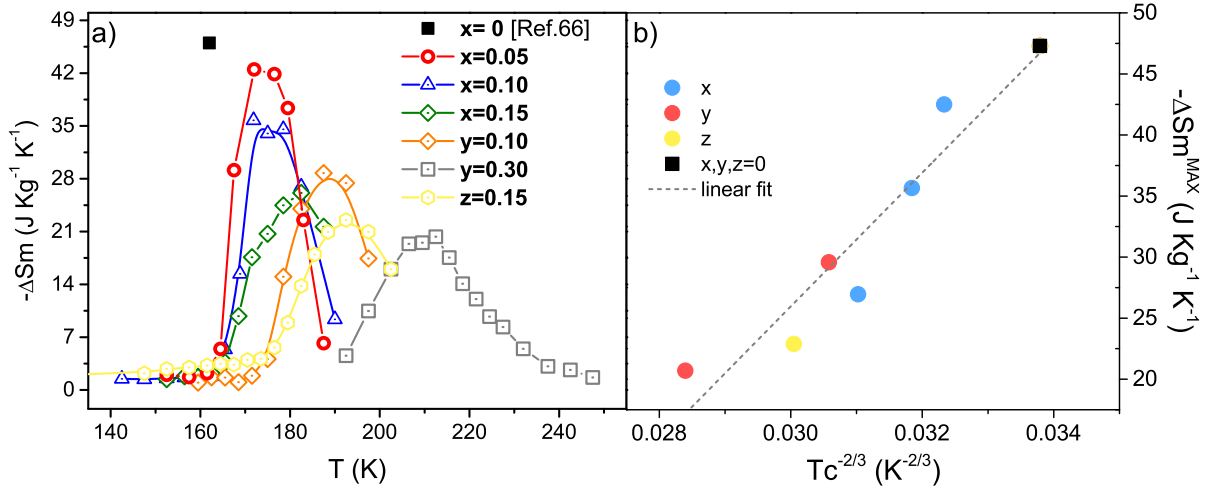 a)
-ΔSm (J Kg⁻¹ K⁻¹)
49
42
35
28
21
14
7
0
x= 0 [Ref.66]
x=0.05
x=0.10
x=0.15
y=0.10
y=0.30
z=0.15
140 160 180 200 220 240
T (K)
b)
x
y
z
x,y,z=0
linear fit
50
45
40
35
30
25
20
-ΔSm^MAX (J Kg⁻¹ K⁻¹)
0.028 0.030 0.032 0.034
Tc⁻²/³ (K⁻²/³)